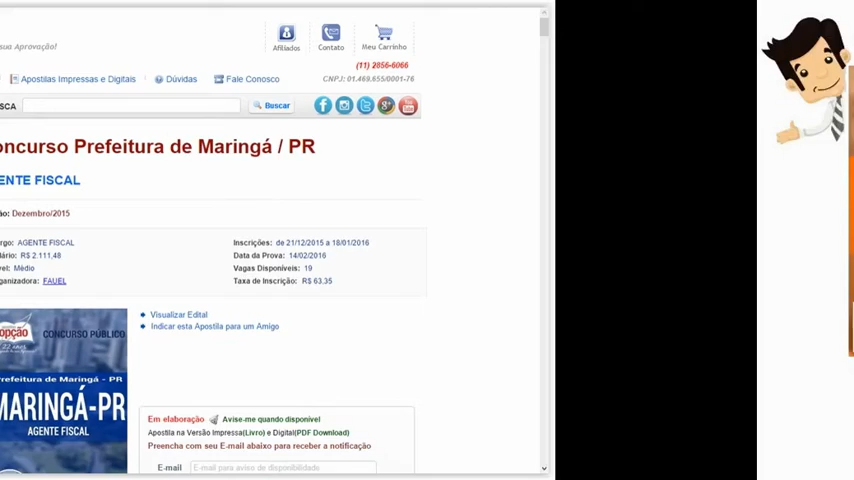 sua Aprovação!
Afiliados
Contato
Meu Carrinho
(11) 2856-6066
Apostilas Impressas e Digitais
Dúvidas
Fale Conosco
CNPJ.: 01.469.655/0001-76
SCA
Buscar
oncurso Prefeitura de Maringá / PR
ENTE FISCAL
ão: Dezembro/2015
rgo: AGENTE FISCAL
Inscrições: de 21/12/2015 a 18/01/2016
lário: R$ 2.111,48
Data da Prova: 14/02/2016
vel: Médio
Vagas Disponíveis: 19
ganizadora: FAUEL
Taxa de Inscrição: R$ 63,35
Visualizar Edital
Indicar esta Apostila para um Amigo
opção
CONCURSO PÚBLICO
refeitura de Maringá - PR
MARINGÁ-PR
AGENTE FISCAL
Em elaboração Avise-me quando disponível
Apostila na Versão Impressa(Livro) e Digital(PDF Download)
Preencha com seu E-mail abaixo para receber a notificação
E-mail
E-mail para aviso de disponibilidade